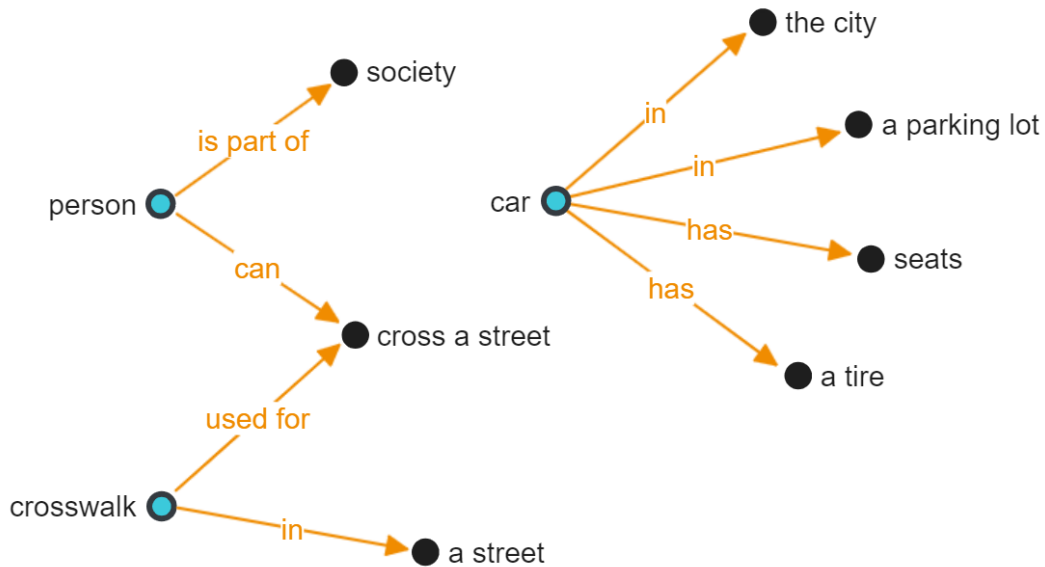 the city
society
in
a parking lot
is part of
in
person
car
has
seats
can
has
cross a street
a tire
used for
crosswalk
in
a street